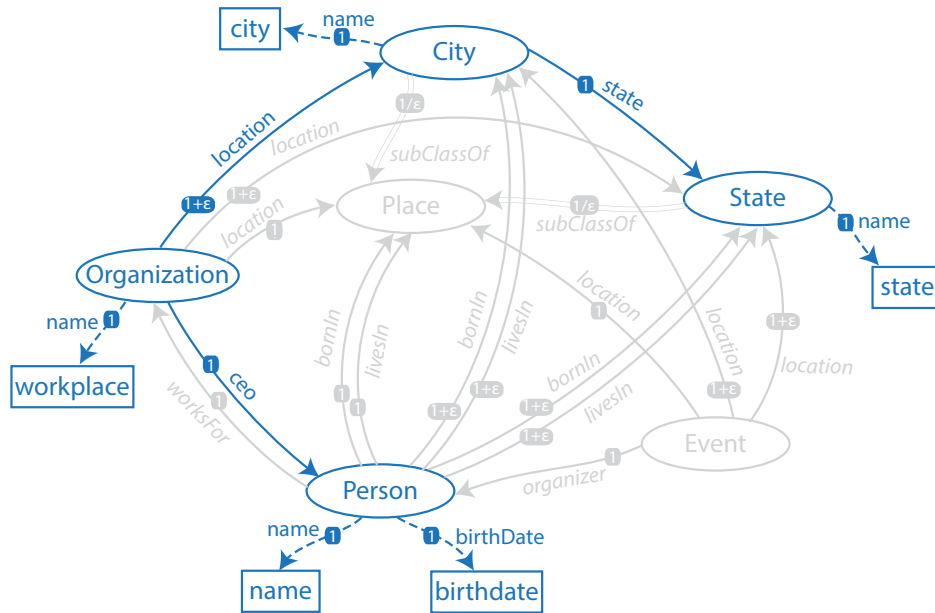 name
city
1
City
1
state
1/ε
location
location
subClassOf
1+ε
1+ε
Place
1/ε
State
location
1
subClassOf
1
name
Organization
state
name
1
location
1
bornIn
livesIn
bornIn
livesIn
location
1+ε
location
workplace
1
ceo
worksFor
1
1
1
1+ε
1+ε
bornIn
livesIn
1+ε
1+ε
1+ε
Event
1
organizer
Person
name
1
1
birthDate
name
birthdate